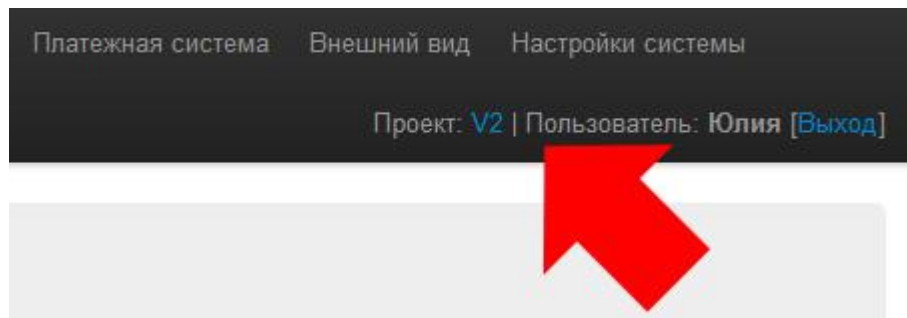 Платежная система Внешний вид Настройки системы
Проект: V2 | Пользователь: Юлия [Выход]